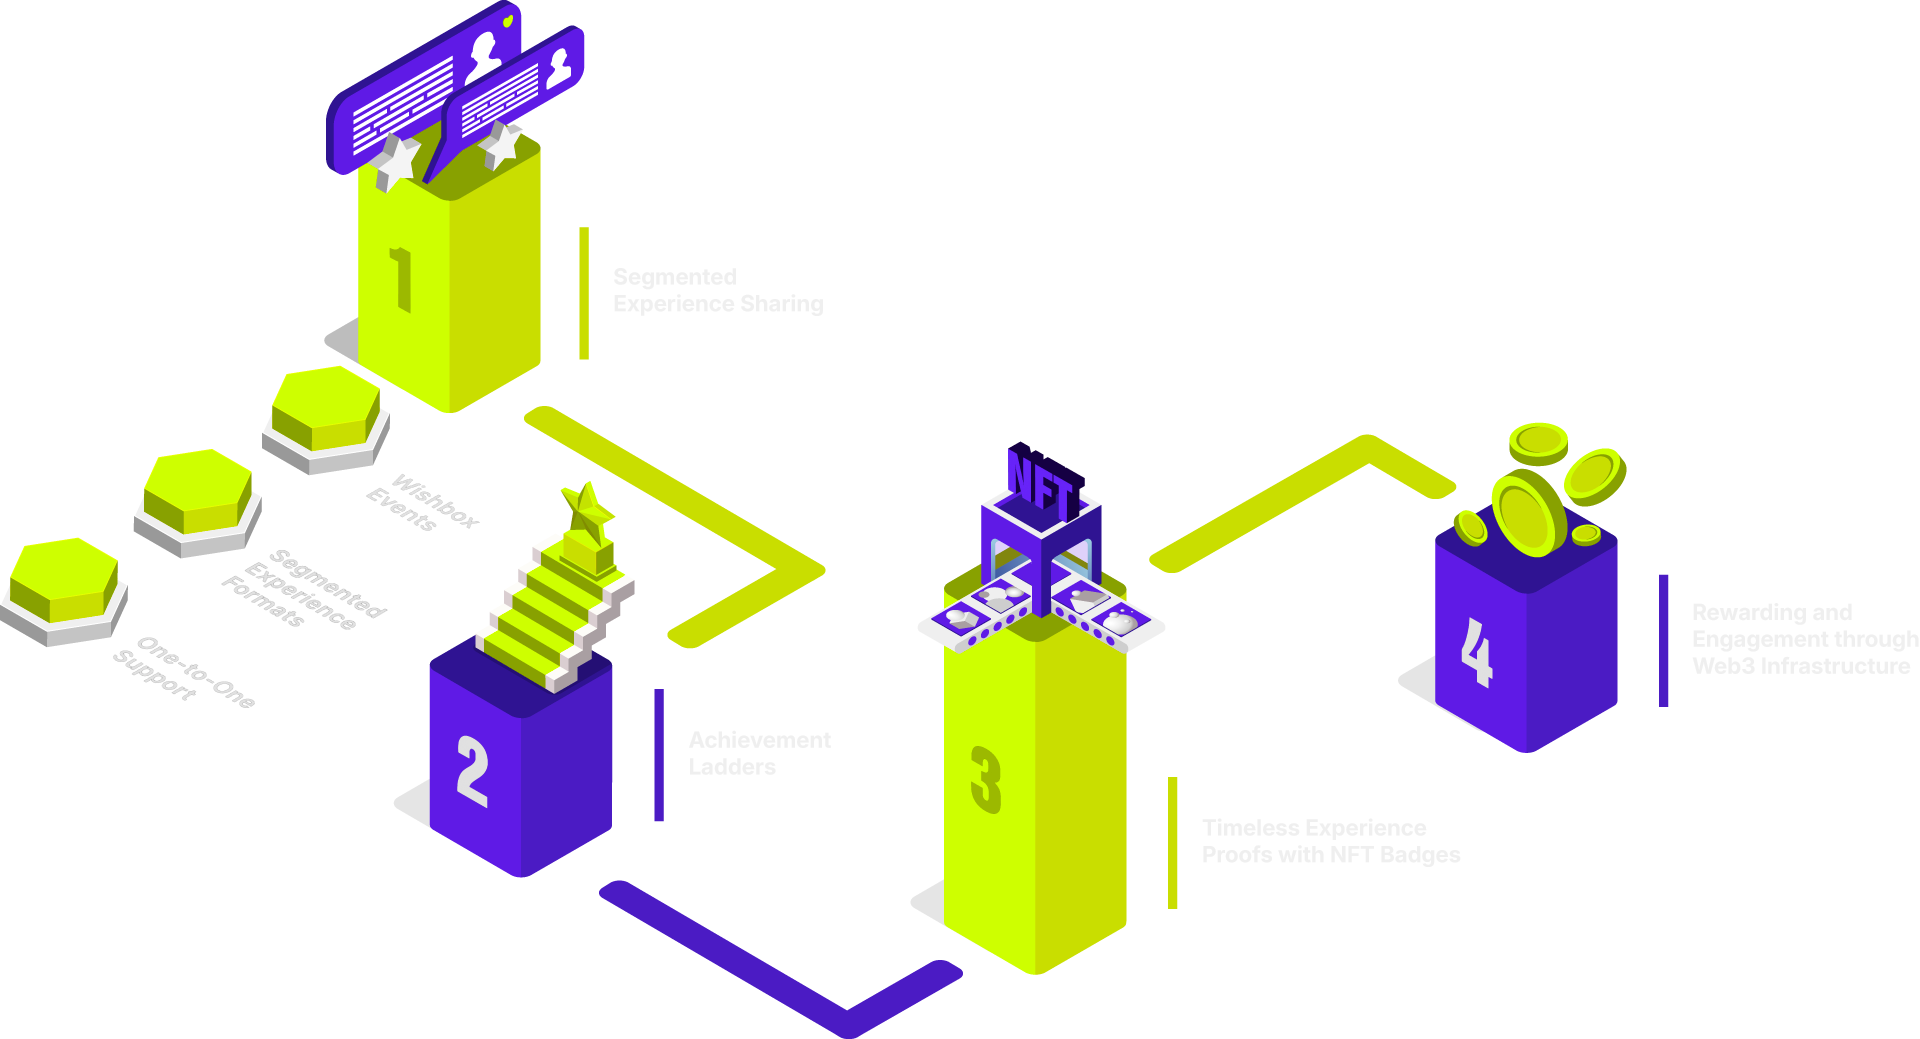 1
Segmented
Experience Sharing
Wishbox
Events
Segmented
Experience
Formats
One-to-One
Support
2
Achievement
Ladders
NFT
3
Timeless Experience
Proofs with NFT Badges
4
Rewarding and
Engagement through
Web3 Infrastructure